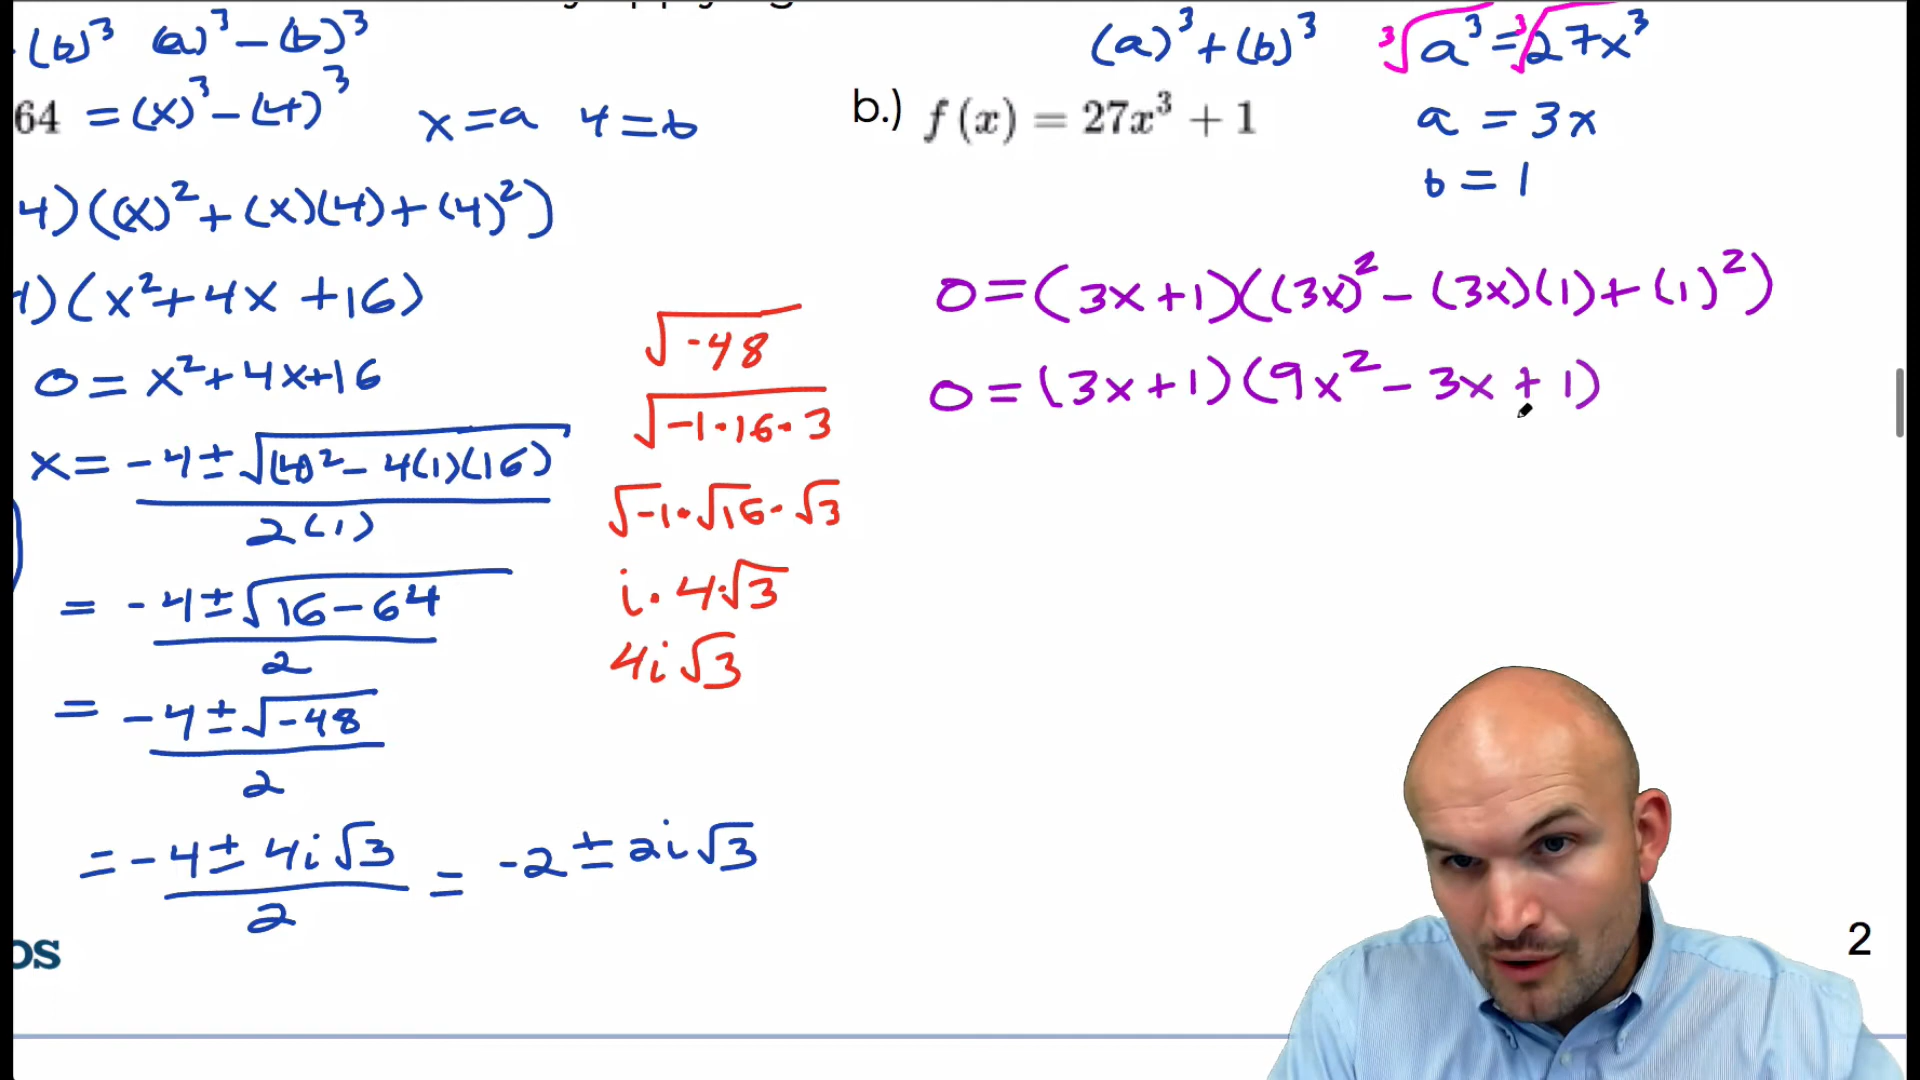 (b)³ (a)³ - (b)³
64 = (x)³ - (4)³ x = a 4 = b
4)((x)² + (x)(4) + (4)²)
(x² + 4x + 16)
0 = x² + 4x + 16
x = -4 ± √(4)² - 4(1)(16)
2(1)
= -4 ± √16 - 64
2
= -4 ± √-48
2
= -4 ± 4i√3 = -2 ± 2i√3
2
√-48
√-1·16·3
√-1·√16·√3
i·4·√3
4i√3
(a)³ + (b)³ ³√a³ = ³√27x³
b.) f(x) = 27x³ + 1
a = 3x
b = 1
0 = (3x + 1)((3x)² - (3x)(1) + (1)²)
0 = (3x + 1)(9x² - 3x + 1)
os
2